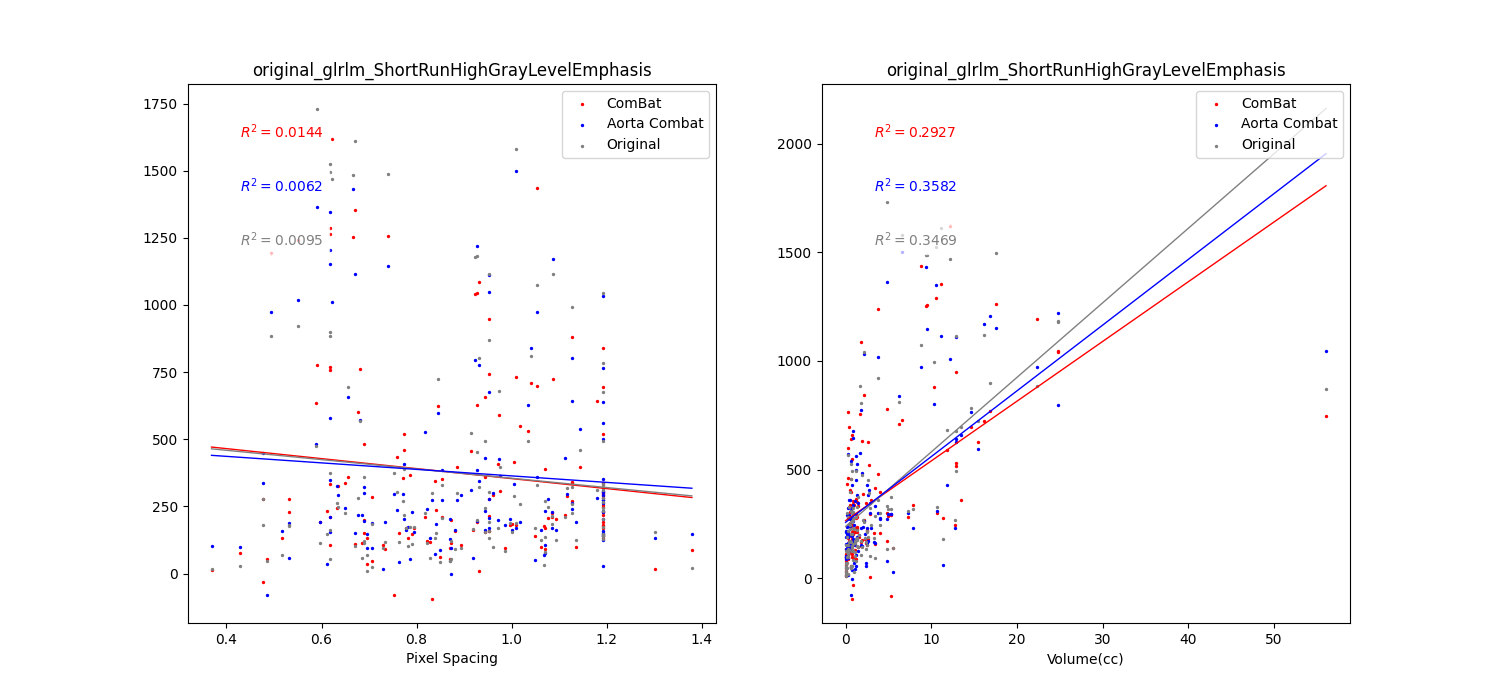 original_glrlm_ShortRunHighGrayLevelEmphasis
ComBat
Aorta Combat
Original
R² = 0.0144
R² = 0.0062
R² = 0.0095
1750
1500
1250
1000
750
500
250
0
0.4 0.6 0.8 1.0 1.2 1.4
Pixel Spacing
original_glrlm_ShortRunHighGrayLevelEmphasis
ComBat
Aorta Combat
Original
R² = 0.2927
R² = 0.3582
R² = 0.3469
2000
1500
1000
500
0
0 10 20 30 40 50
Volume(cc)